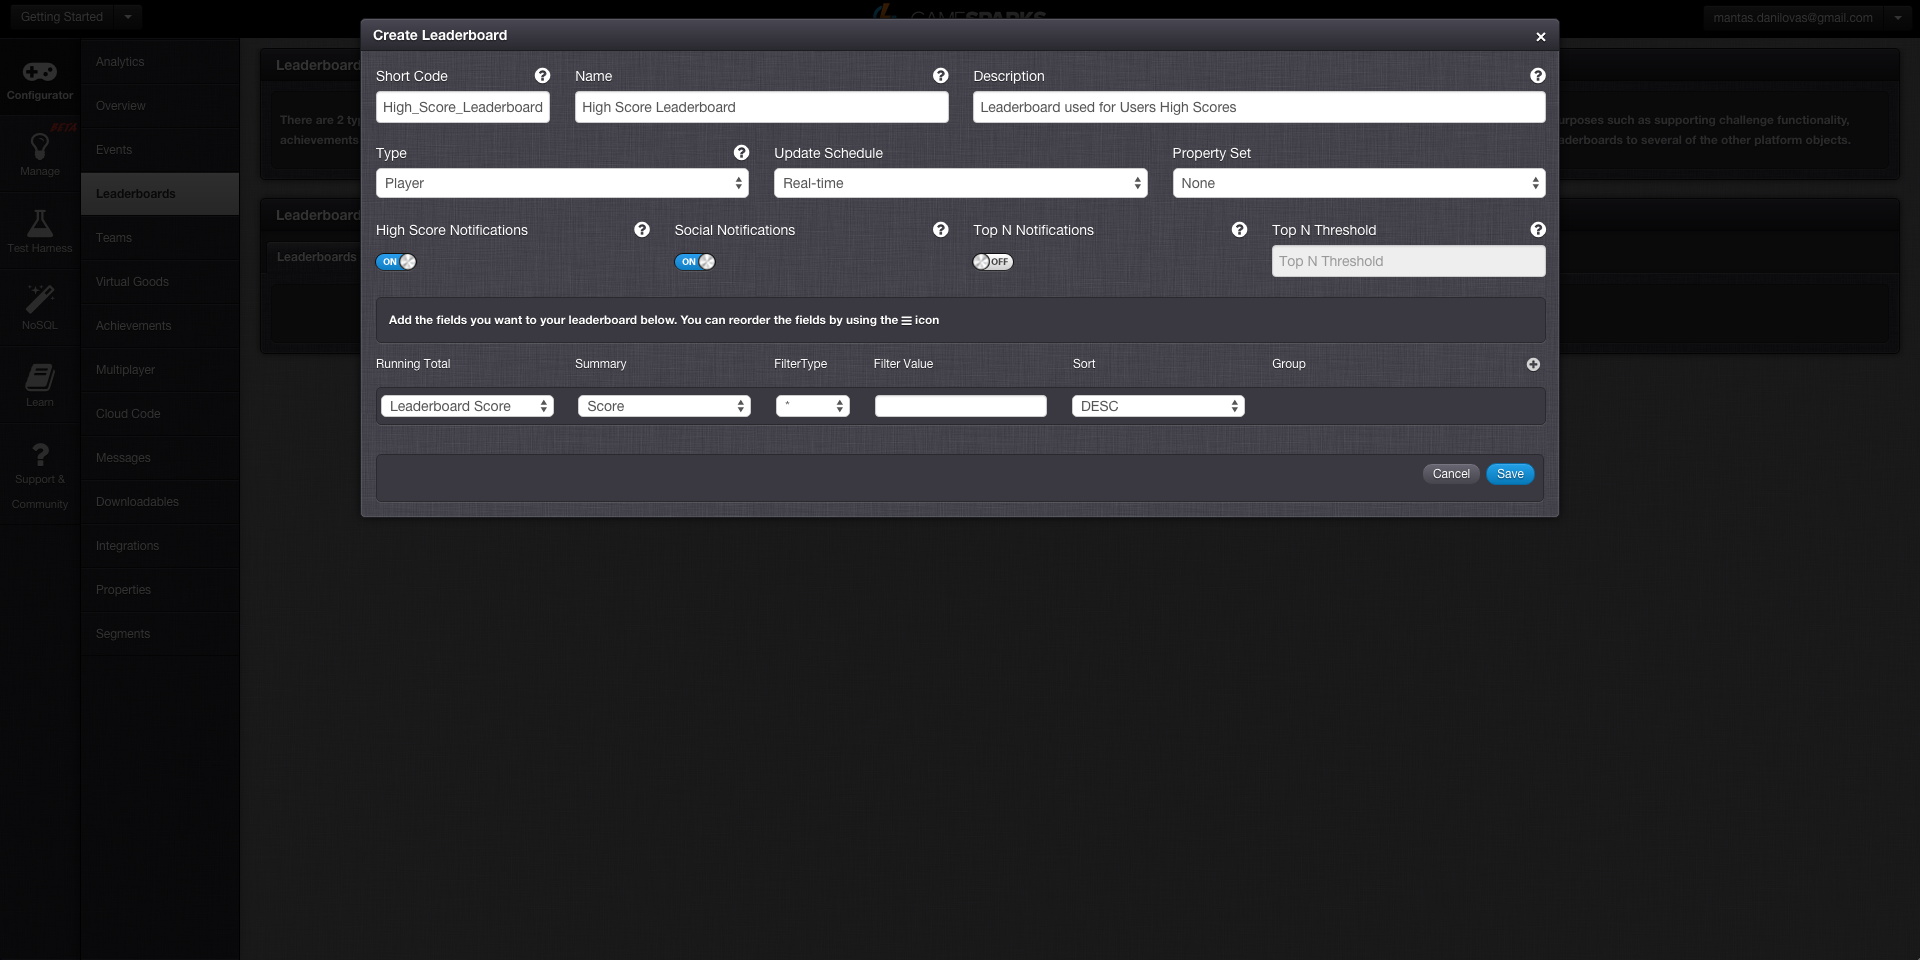 Getting Started
GAMESPARKS
mantas.danilovas@gmail.com
Create Leaderboard
×
Configurator
BETA
Manage
Test Harness
NoSQL
Learn
Support &
Community
Analytics
Overview
Events
Leaderboards
Teams
Virtual Goods
Achievements
Multiplayer
Cloud Code
Messages
Downloadables
Integrations
Properties
Segments
Leaderboard
There are 2 ty
achievements
urposes such as supporting challenge functionality,
aderboards to several of the other platform objects.
Leaderboard
Leaderboards
Short Code ?
Name ?
Description ?
High_Score_Leaderboard
High Score Leaderboard
Leaderboard used for Users High Scores
Type ?
Update Schedule
Property Set
Player
Real-time
None
High Score Notifications ?
Social Notifications ?
Top N Notifications ?
Top N Threshold ?
ON
ON
OFF
Top N Threshold
Add the fields you want to your leaderboard below. You can reorder the fields by using the ☰ icon
Running Total
Summary
FilterType
Filter Value
Sort
Group
Leaderboard Score
Score
*
DESC
Cancel
Save